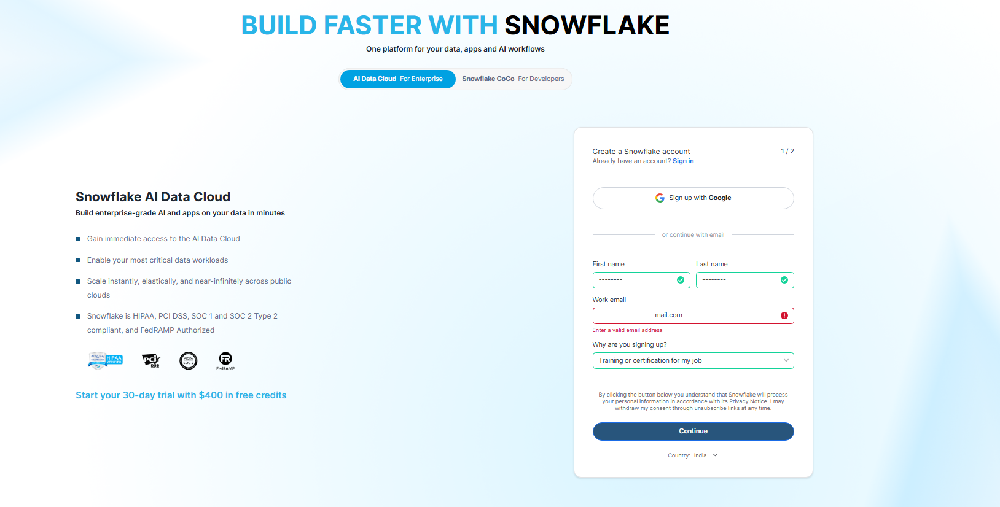 BUILD FASTER WITH SNOWFLAKE
One platform for your data, apps and AI workflows
AI Data Cloud For Enterprise
Snowflake CoCo For Developers
Snowflake AI Data Cloud
Build enterprise-grade AI and apps on your data in minutes
Gain immediate access to the AI Data Cloud
Enable your most critical data workloads
Scale instantly, elastically, and near-infinitely across public
clouds
Snowflake is HIPAA, PCI DSS, SOC 1 and SOC 2 Type 2
compliant, and FedRAMP Authorized
HIPAA
VERIFIED
PCI
DSS
AICPA
SOC 2
FR
FedRAMP
Start your 30-day trial with $400 in free credits
Create a Snowflake account
1 / 2
Already have an account? Sign in
Sign up with Google
or continue with email
First name
Last name
--------
--------
Work email
-------------------mail.com
Enter a valid email address
Why are you signing up?
Training or certification for my job
By clicking the button below you understand that Snowflake will process
your personal information in accordance with its Privacy Notice. I may
withdraw my consent through unsubscribe links at any time.
Continue
Country: India